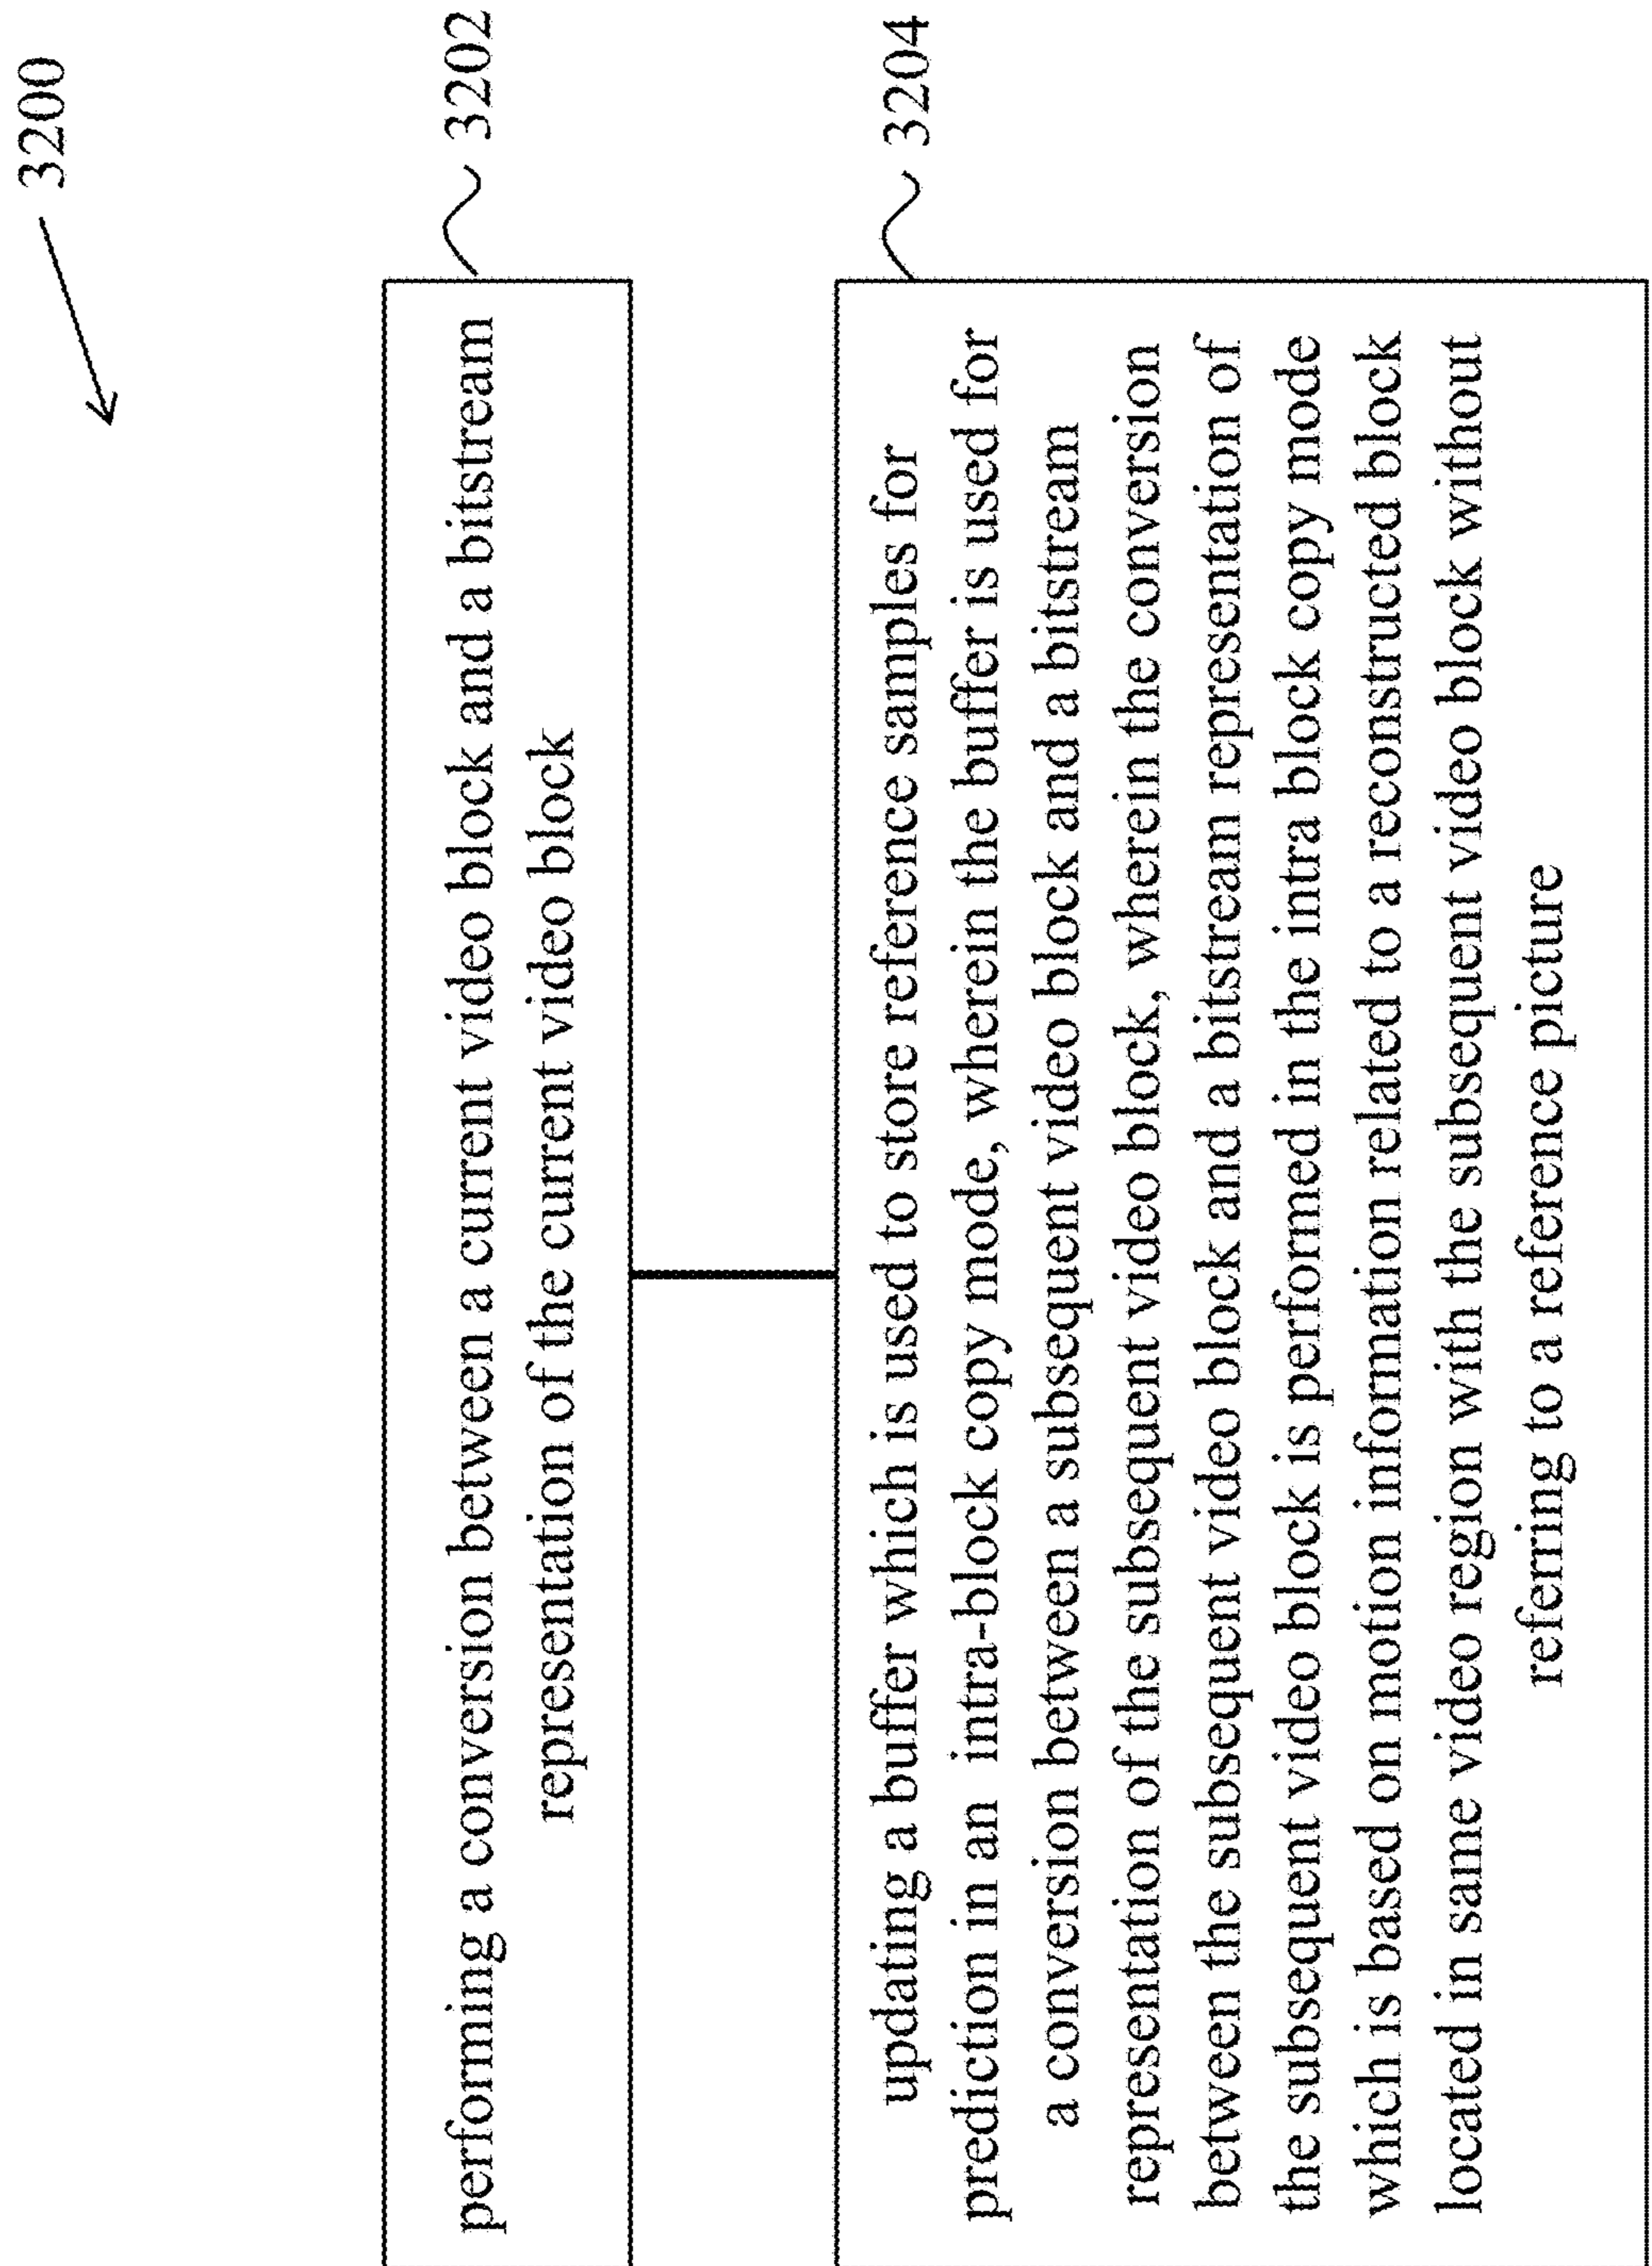 3200
3202
performing a conversion between a current video block and a bitstream
representation of the current video block
3204
updating a buffer which is used to store reference samples for
prediction in an intra-block copy mode, wherein the buffer is used for
a conversion between a subsequent video block and a bitstream
representation of the subsequent video block, wherein the conversion
between the subsequent video block and a bitstream representation of
the subsequent video block is performed in the intra block copy mode
which is based on motion information related to a reconstructed block
located in same video region with the subsequent video block without
referring to a reference picture